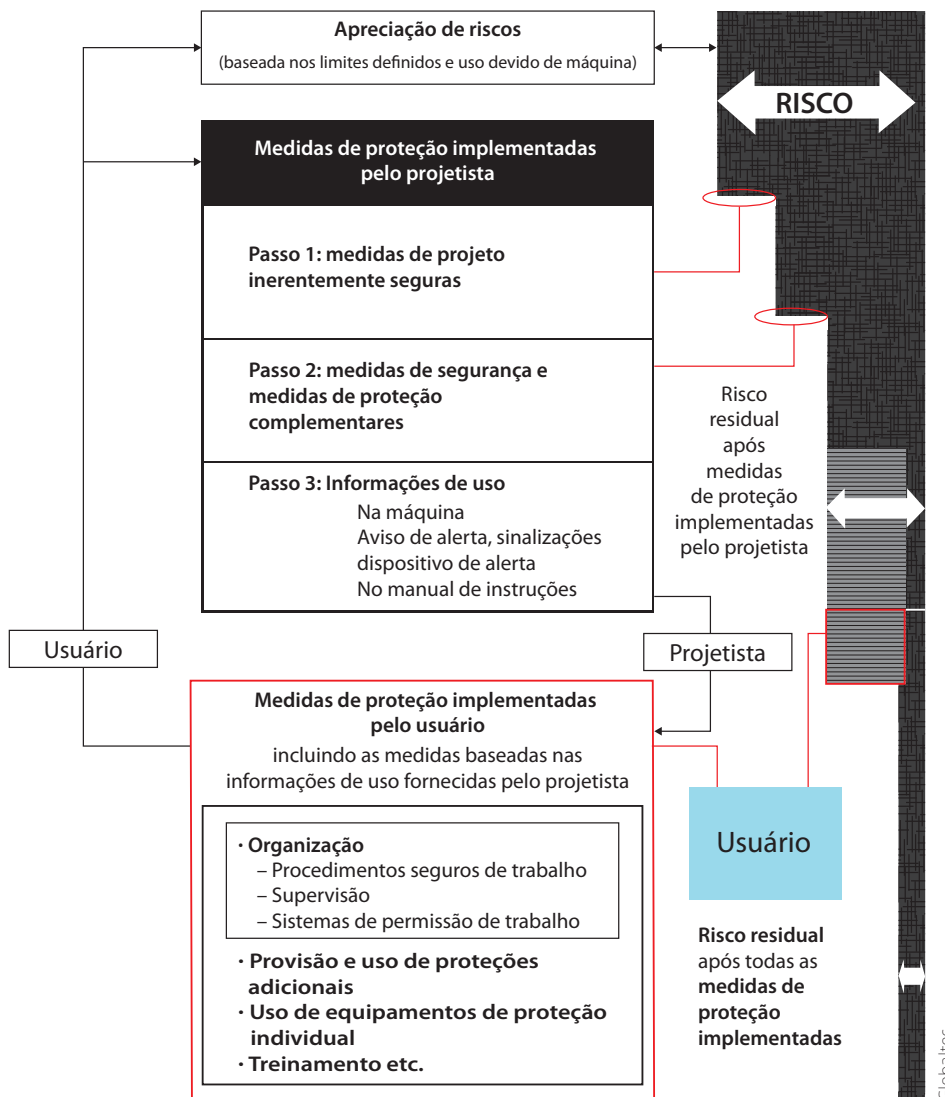 Apreciação de riscos
(baseada nos limites definidos e uso devido de máquina)
RISCO
Medidas de proteção implementadas
pelo projetista
Passo 1: medidas de projeto
inerentemente seguras
Passo 2: medidas de segurança e
medidas de proteção
complementares
Passo 3: Informações de uso
Na máquina
Aviso de alerta, sinalizações
dispositivo de alerta
No manual de instruções
Risco
residual
após
medidas
de proteção
implementadas
pelo projetista
Usuário
Projetista
Medidas de proteção implementadas
pelo usuário
incluindo as medidas baseadas nas
informações de uso fornecidas pelo projetista
· Organização
– Procedimentos seguros de trabalho
– Supervisão
– Sistemas de permissão de trabalho
· Provisão e uso de proteções
adicionais
· Uso de equipamentos de proteção
individual
· Treinamento etc.
Usuário
Risco residual
após todas as
medidas de
proteção
implementadas
Globaltec